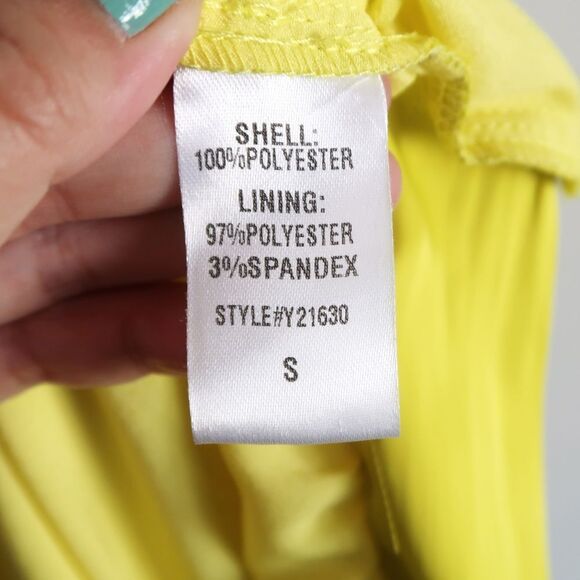 SHELL:
100%POLYESTER
LINING:
97%POLYESTER
3%SPANDEX
STYLE#Y21630
S